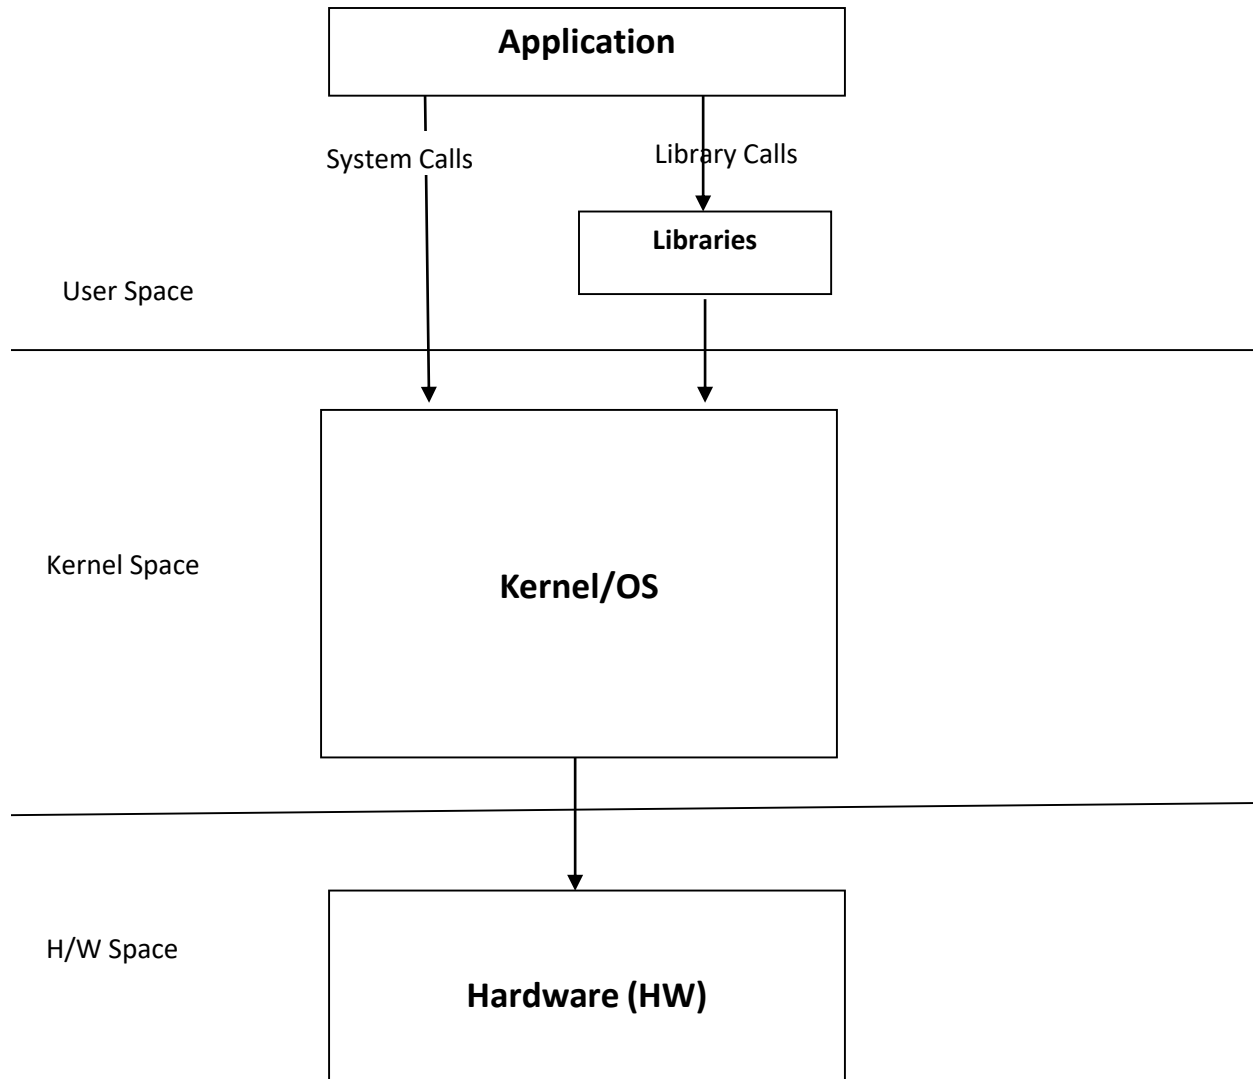 Application
System Calls
Library Calls
Libraries
User Space
Kernel Space
Kernel/OS
H/W Space
Hardware (HW)